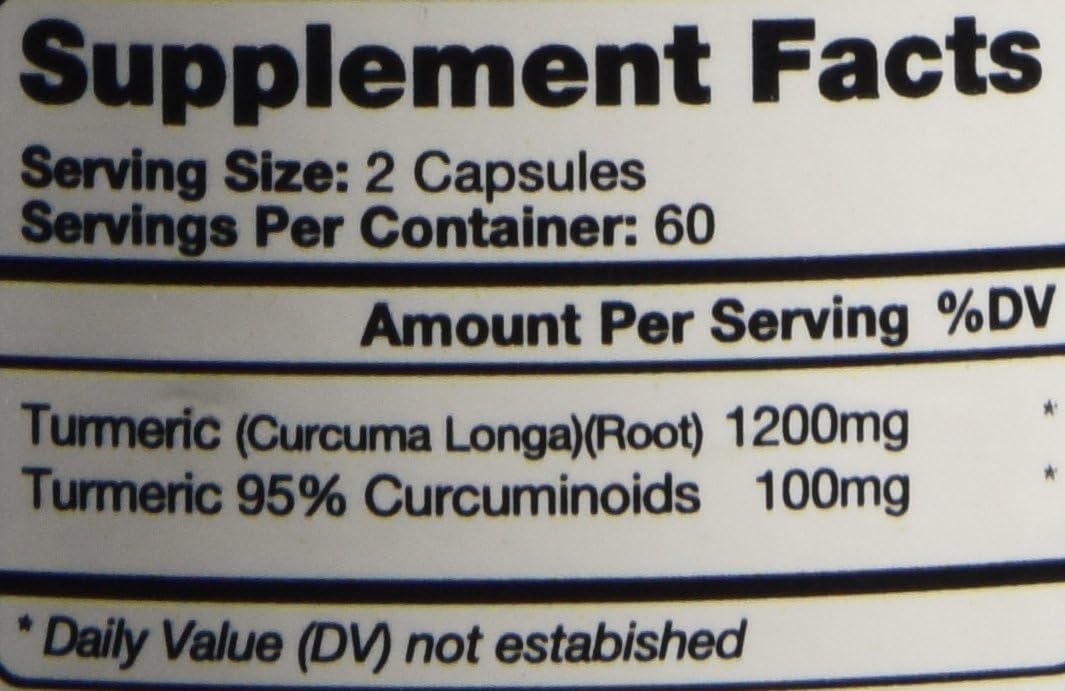 Supplement Facts
Serving Size: 2 Capsules
Servings Per Container: 60
Amount Per Serving %DV
Turmeric (Curcuma Longa)(Root) 1200mg *
Turmeric 95% Curcuminoids 100mg *
* Daily Value (DV) not estabished